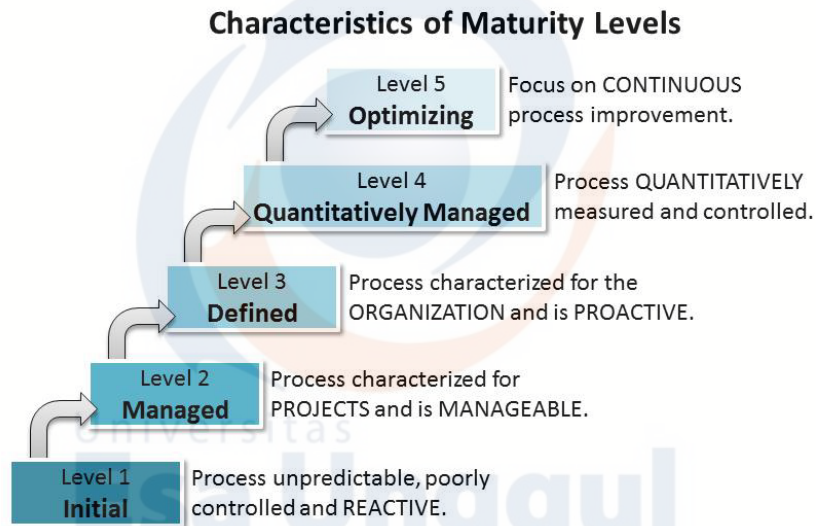 Characteristics of Maturity Levels
Level 5
Optimizing
Focus on CONTINUOUS
process improvement.
Level 4
Quantitatively Managed
Process QUANTITATIVELY
measured and controlled.
Level 3
Defined
Process characterized for the
ORGANIZATION and is PROACTIVE.
Level 2
Managed
Process characterized for
PROJECTS and is MANAGEABLE.
Universitas
Esa Unggul
Level 1
Initial
Process unpredictable, poorly
controlled and REACTIVE.